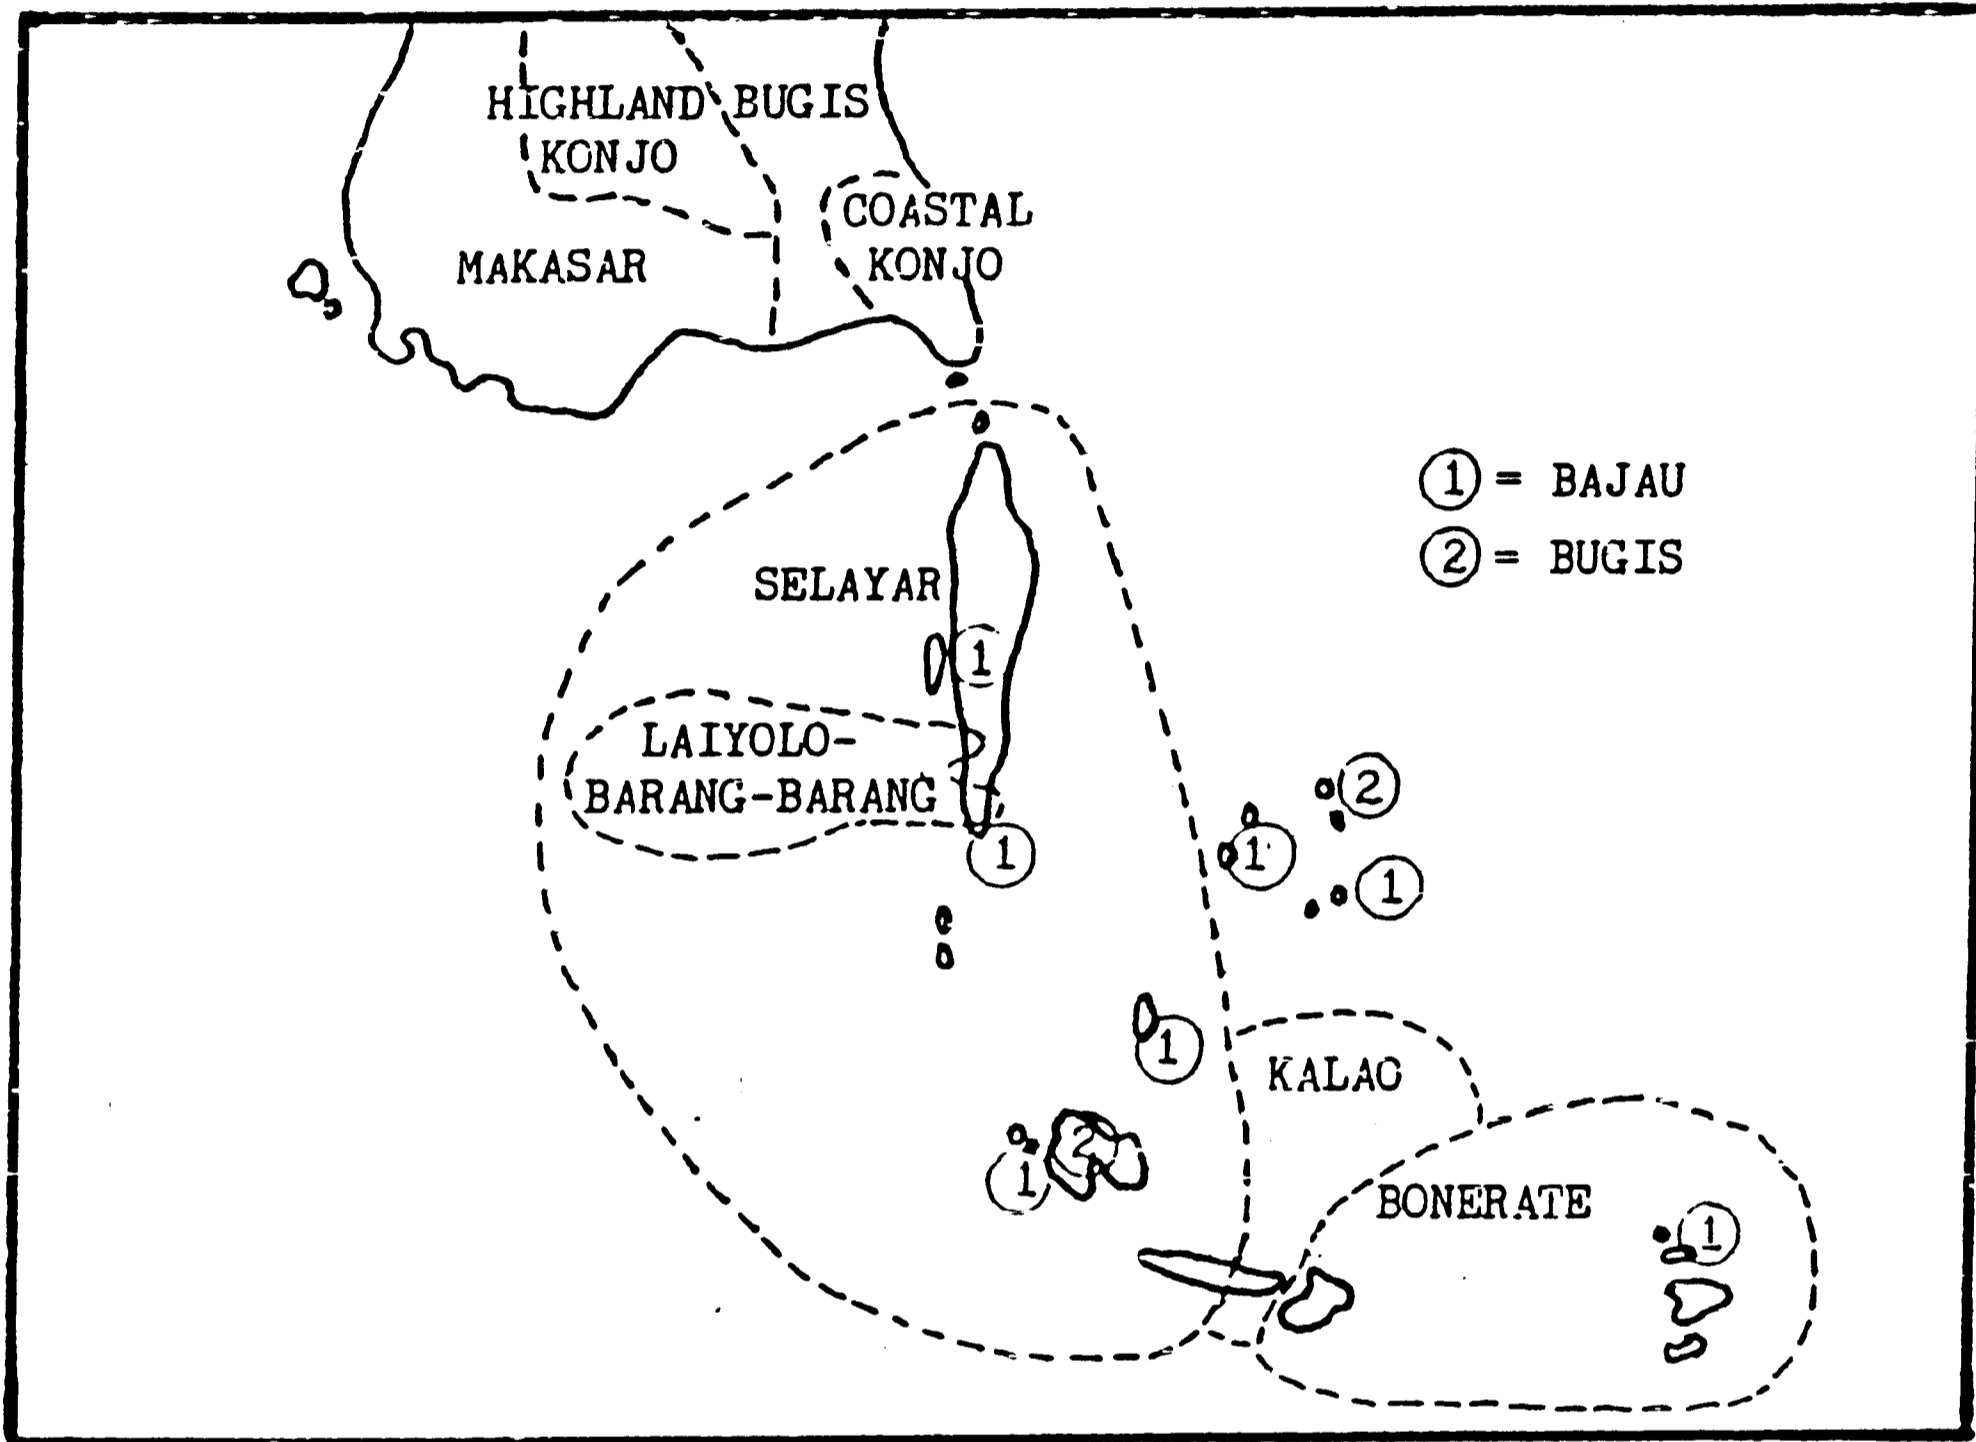 HIGHLAND BUGIS
KONJO
COASTAL
KONJO
MAKASAR
1 = BAJAU
2 = BUGIS
SELAYAR
1
LAIYOLO-
BARANG-BARANG
1
2
1
1
1
KALAO
2
1
BONERATE
1